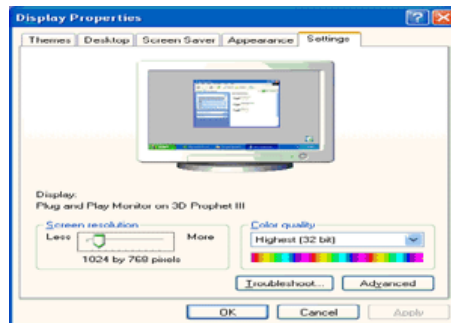 Display Properties
Themes Desktop Screen Saver Appearance Settings
Display:
Plug and Play Monitor on 3D Prophet III
Screen resolution
Less More
1024 by 768 pixels
Color quality
Highest (32 bit)
Troubleshoot... Advanced
OK Cancel Apply